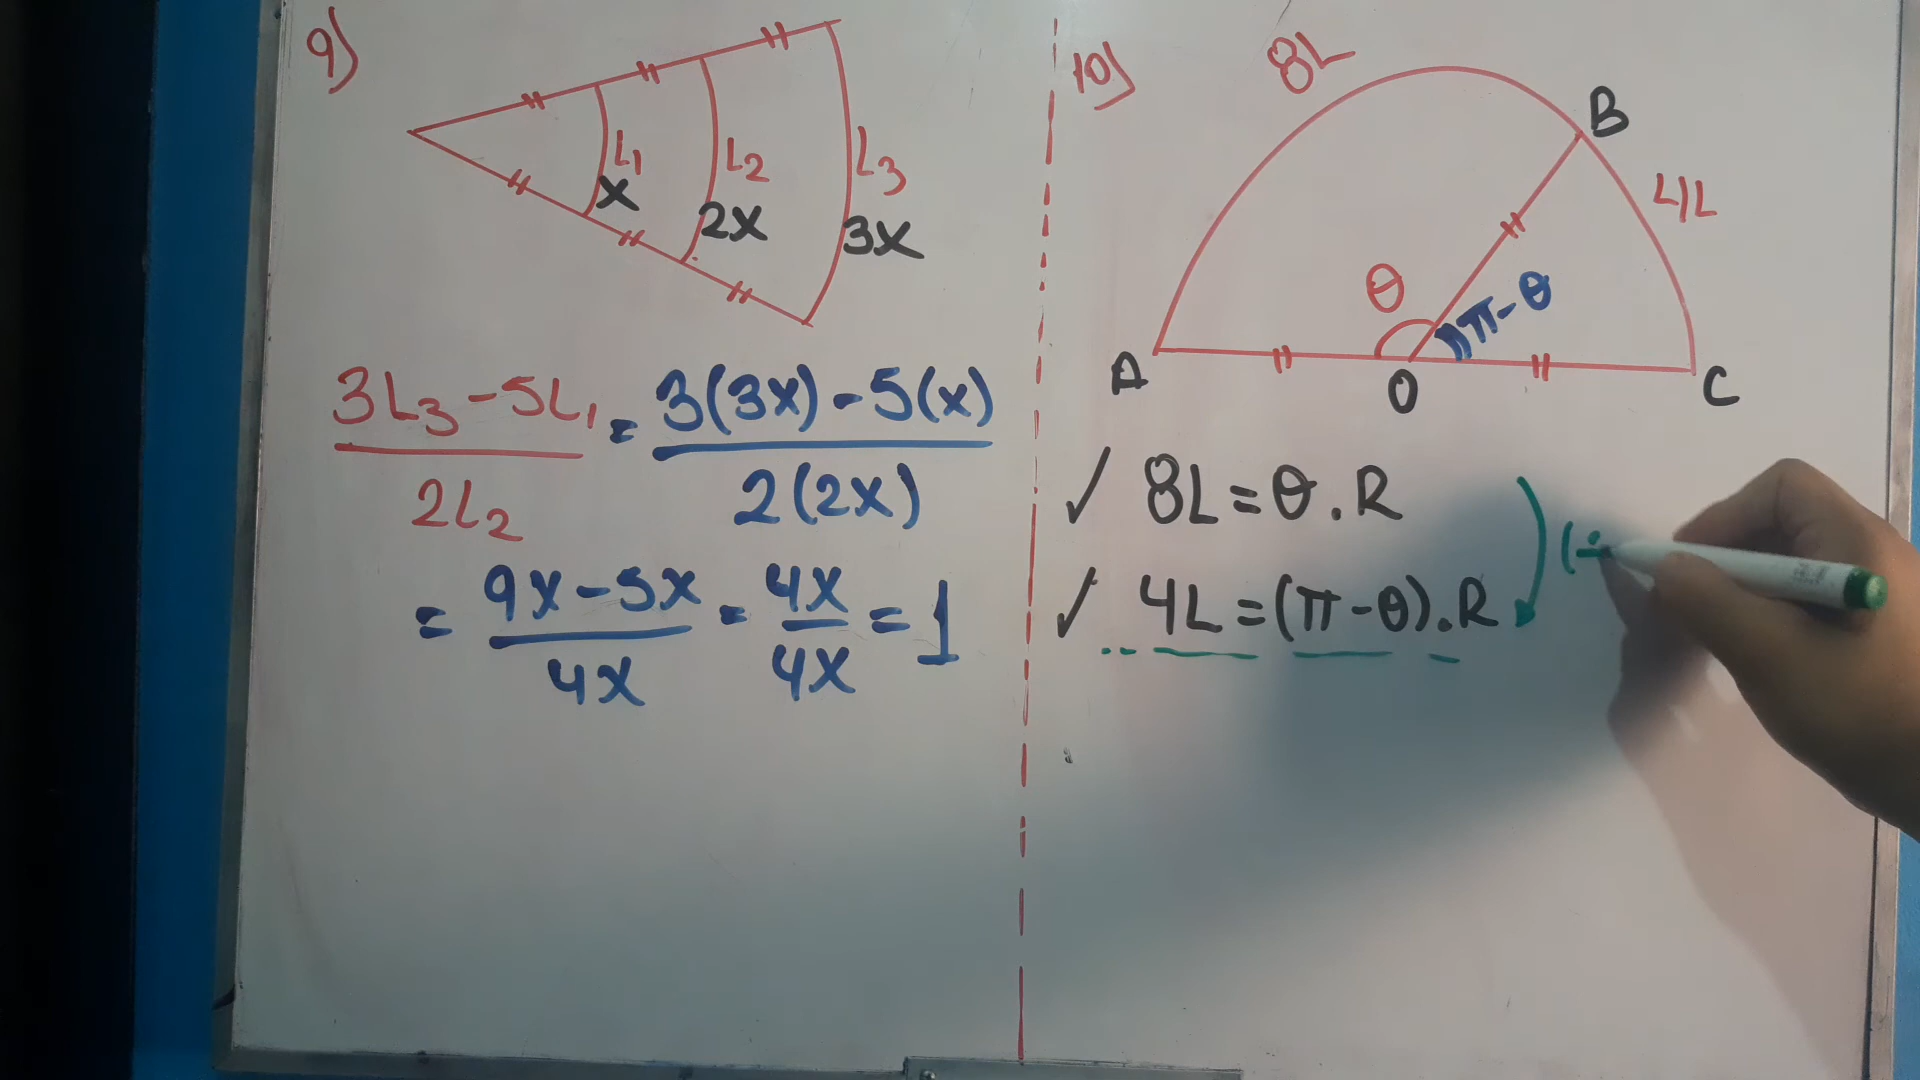 9)
L₁
L₂
L₃
x
2x
3x
3L₃-5L₁ / 2L₂ = 3(3x)-5(x) / 2(2x)
= 9x-5x / 4x = 4x / 4x = 1
10)
8L
B
4L
θ
π-θ
A
O
C
✓ 8L=θ.R
✓ 4L=(π-θ).R
(÷